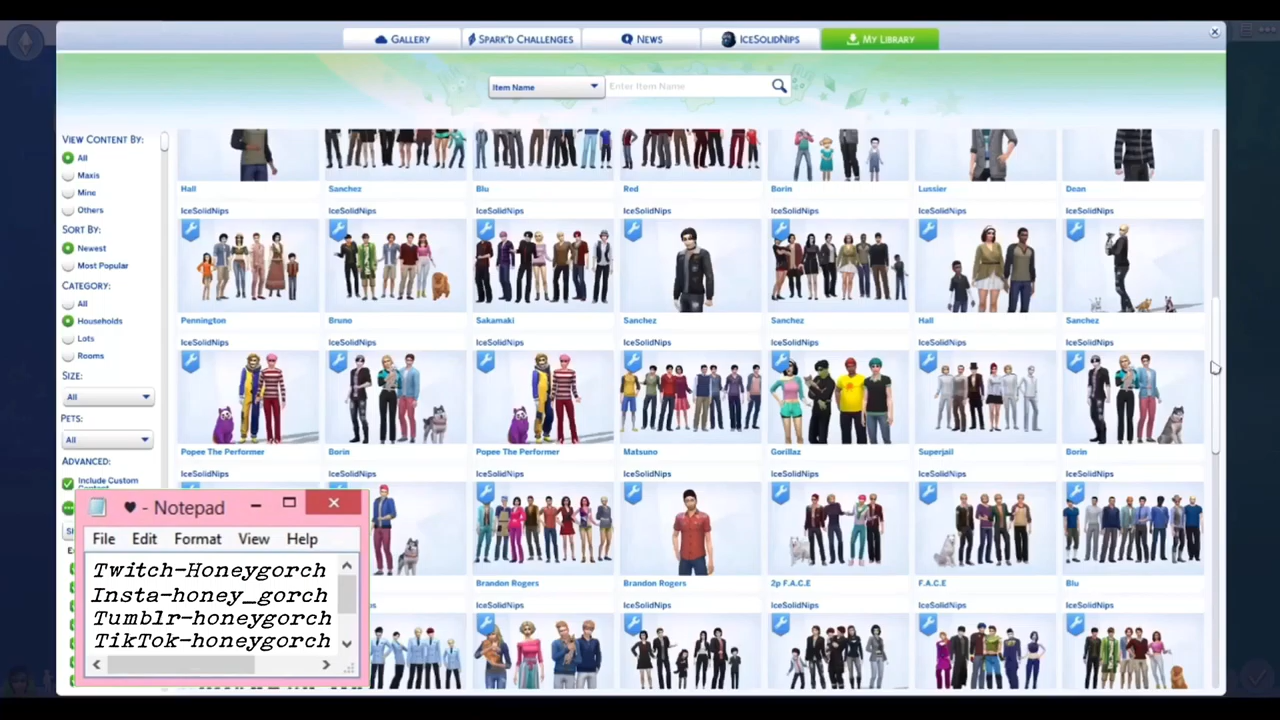 GALLERY
SPARK'D CHALLENGES
NEWS
ICESOLIDNIPS
MY LIBRARY
Item Name
Enter Item Name
VIEW CONTENT BY:
All
Maxis
Mine
Others
SORT BY:
Newest
Most Popular
CATEGORY:
All
Households
Lots
Rooms
SIZE:
All
PETS:
All
ADVANCED:
Include Custom
Hall Sanchez Blu Red Borin Lussier Dean
IceSolidNips IceSolidNips IceSolidNips IceSolidNips IceSolidNips IceSolidNips IceSolidNips
Pennington Bruno Sakamaki Sanchez Sanchez Hall Sanchez
IceSolidNips IceSolidNips IceSolidNips IceSolidNips IceSolidNips IceSolidNips IceSolidNips
Popee The Performer Borin Popee The Performer Matsuno Gorillaz Superjail Borin
IceSolidNips IceSolidNips IceSolidNips IceSolidNips IceSolidNips IceSolidNips IceSolidNips
Brandon Rogers Brandon Rogers 2p F.A.C.E F.A.C.E Blu
IceSolidNips IceSolidNips IceSolidNips IceSolidNips IceSolidNips
♥ - Notepad
File Edit Format View Help
Twitch-Honeygorch
Insta-honey_gorch
Tumblr-honeygorch
TikTok-honeygorch